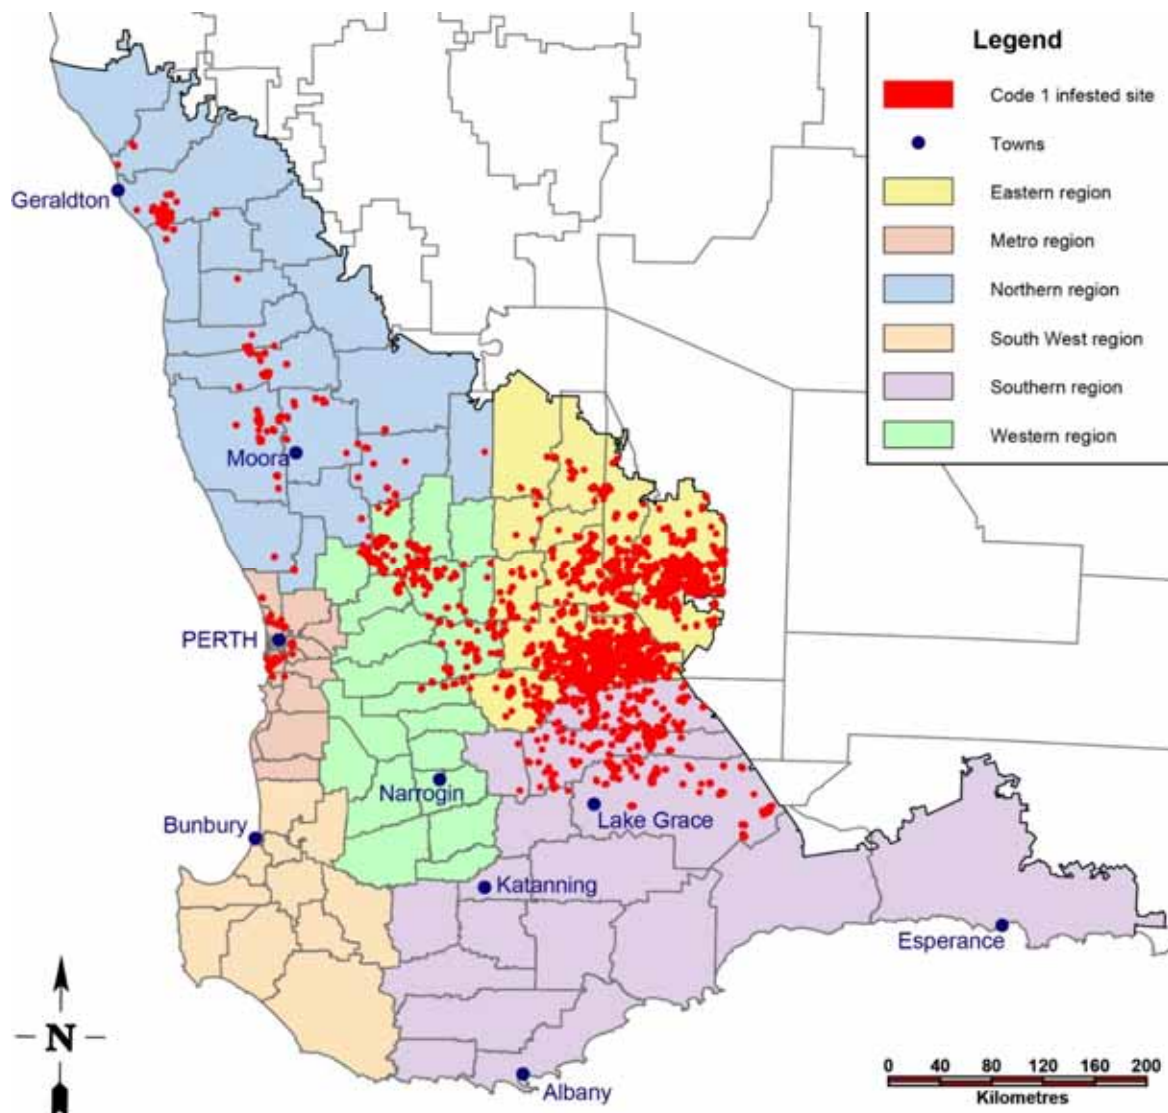 Legend
Code 1 infested site
Towns
Eastern region
Metro region
Northern region
South West region
Southern region
Western region
Geraldton
Moora
PERTH
Narrogin
Lake Grace
Bunbury
Katanning
Esperance
Albany
N
0 40 80 120 160 200
Kilometres